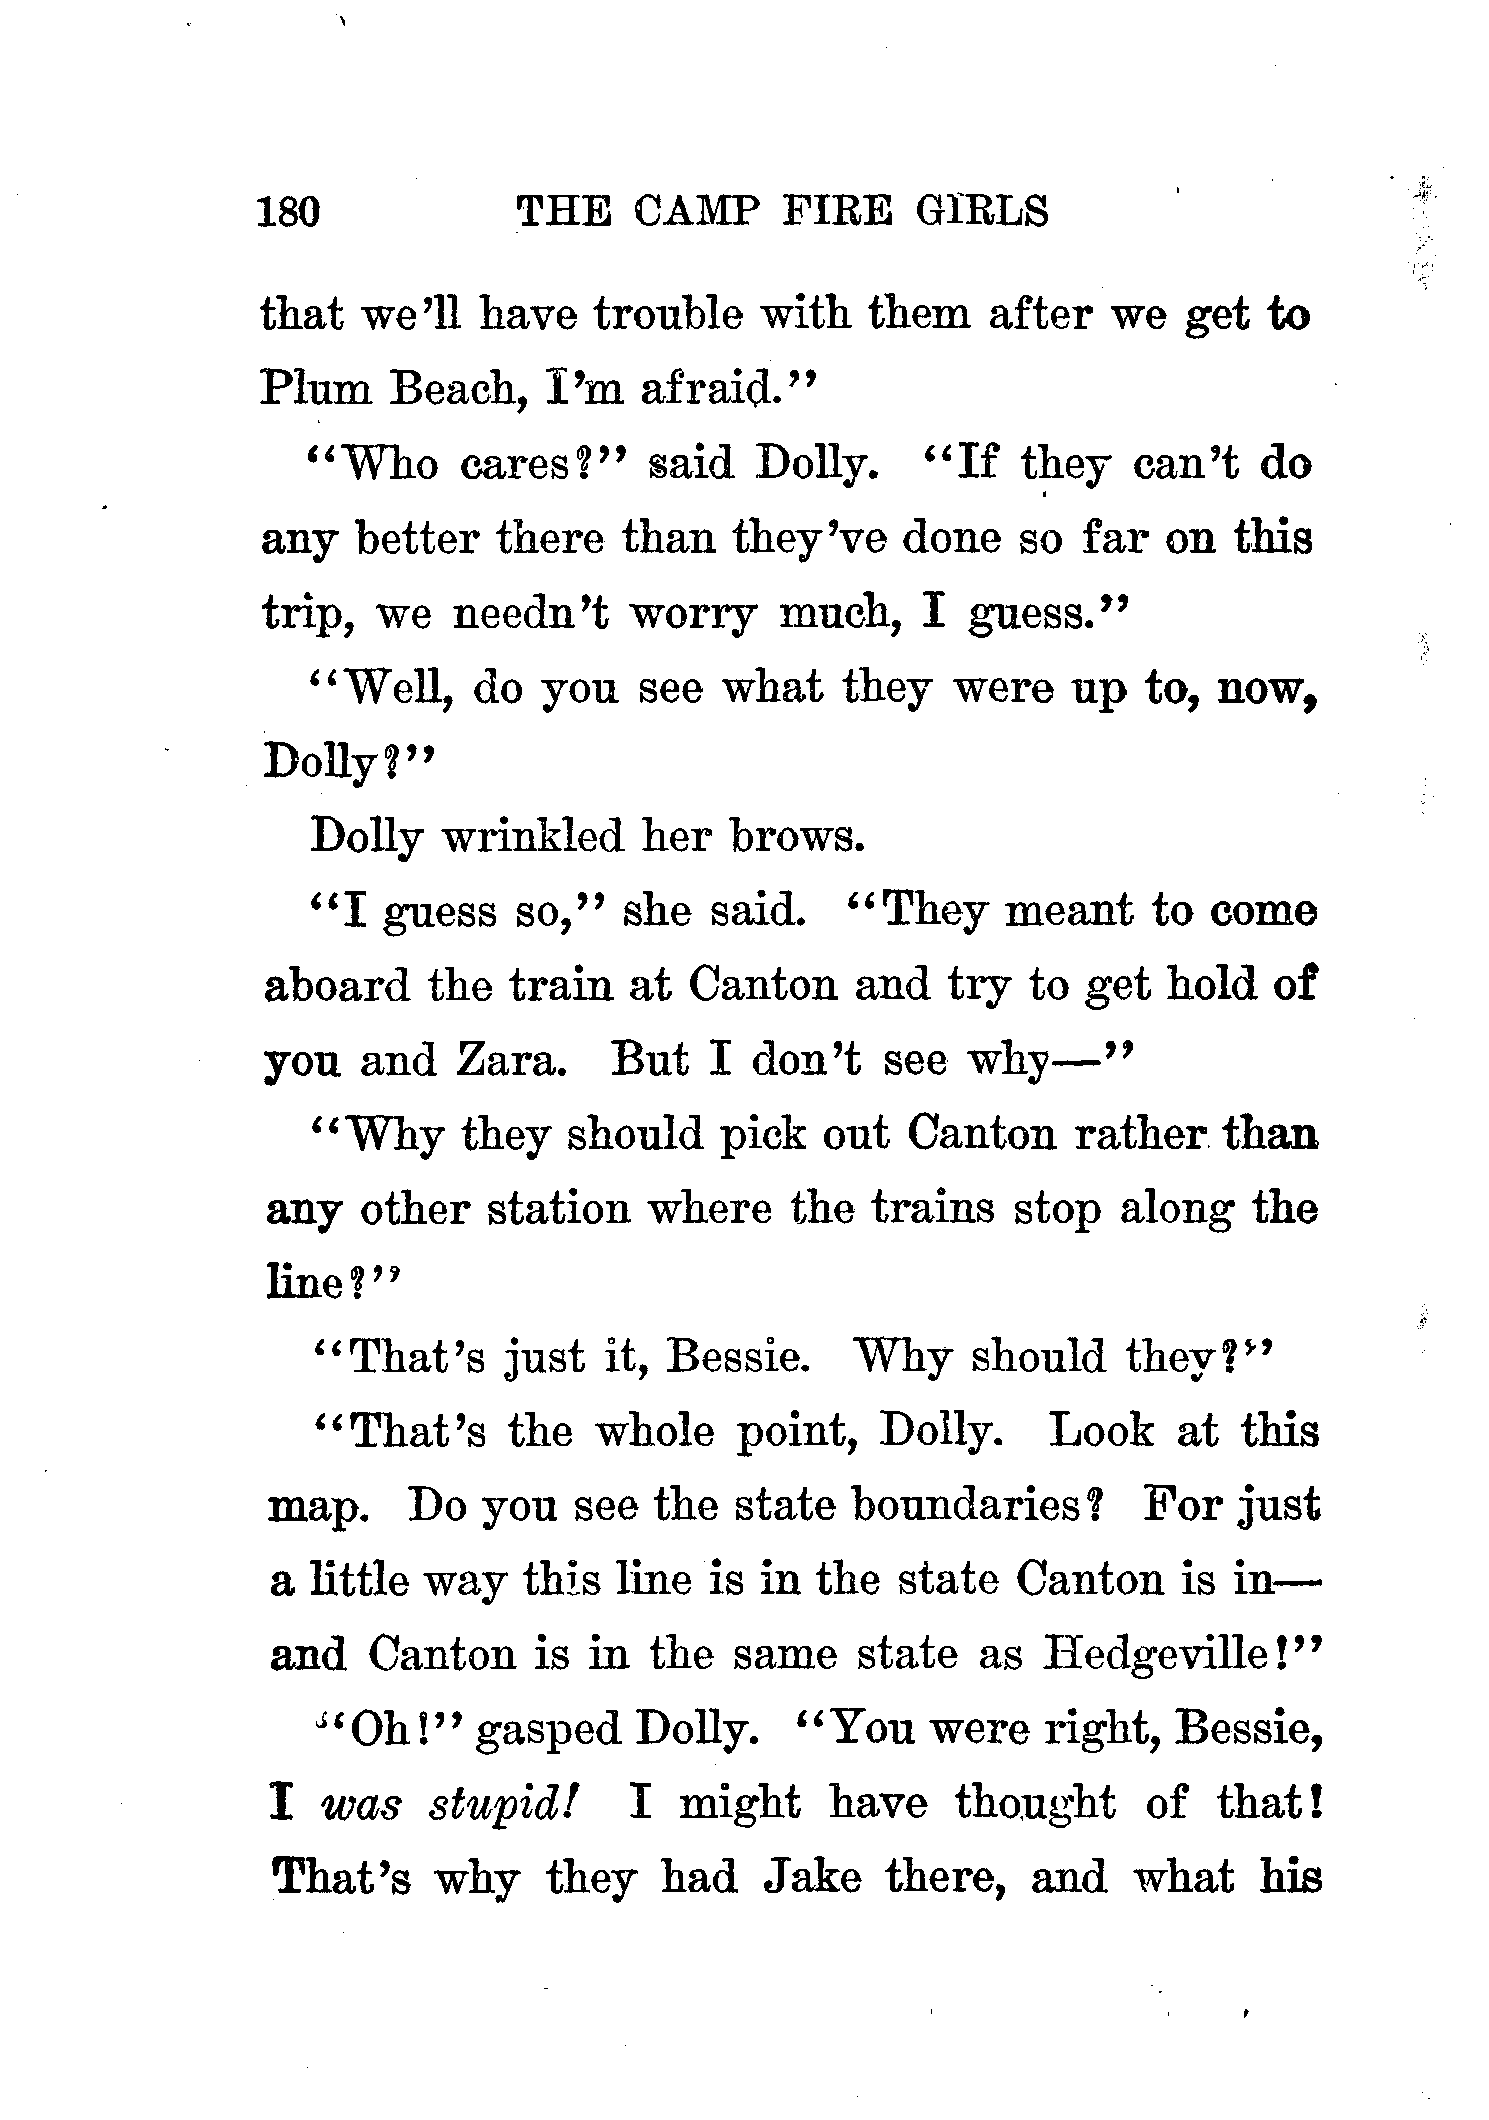 180 THE CAMP FIRE GIRLS
that we'll have trouble with them after we get to
Plum Beach, I'm afraid."
"Who cares?" said Dolly. "If they can't do
any better there than they've done so far on this
trip, we needn't worry much, I guess."
"Well, do you see what they were up to, now,
Dolly?"
Dolly wrinkled her brows.
"I guess so," she said. "They meant to come
aboard the train at Canton and try to get hold of
you and Zara. But I don't see why—"
"Why they should pick out Canton rather than
any other station where the trains stop along the
line?"
"That's just it, Bessie. Why should they?"
"That's the whole point, Dolly. Look at this
map. Do you see the state boundaries? For just
a little way this line is in the state Canton is in—
and Canton is in the same state as Hedgeville!"
"Oh!" gasped Dolly. "You were right, Bessie,
I was stupid! I might have thought of that!
That's why they had Jake there, and what his